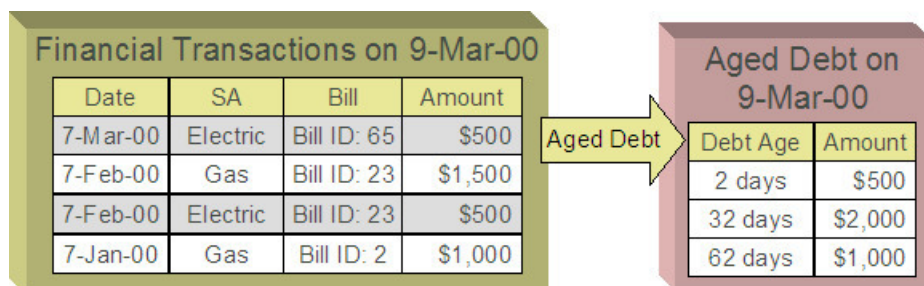 Financial Transactions on 9-Mar-00
Date SA Bill Amount
7-Mar-00 Electric Bill ID: 65 $500
7-Feb-00 Gas Bill ID: 23 $1,500
7-Feb-00 Electric Bill ID: 23 $500
7-Jan-00 Gas Bill ID: 2 $1,000
Aged Debt
Aged Debt on
9-Mar-00
Debt Age Amount
2 days $500
32 days $2,000
62 days $1,000